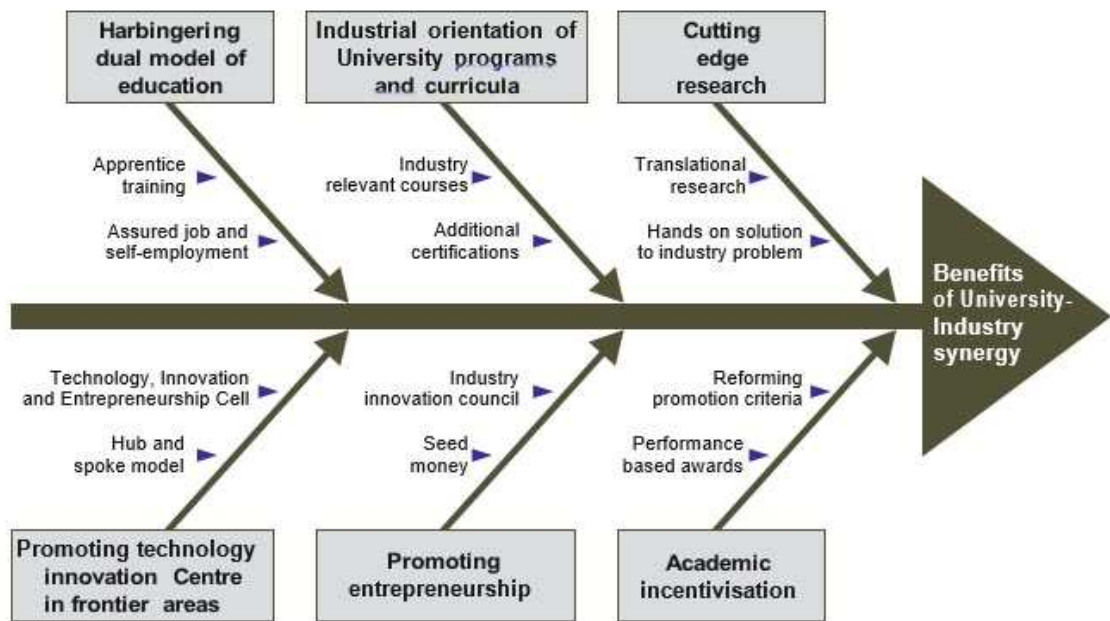 Harbingering
dual model of
education
Industrial orientation of
University programs
and curricula
Cutting
edge
research
Apprentice
training
Assured job and
self-employment
Industry
relevant courses
Additional
certifications
Translational
research
Hands on solution
to industry problem
Benefits
of University-
Industry
synergy
Technology, Innovation
and Entrepreneurship Cell
Hub and
spoke model
Industry
innovation council
Seed
money
Reforming
promotion criteria
Performance
based awards
Promoting technology
innovation Centre
in frontier areas
Promoting
entrepreneurship
Academic
incentivisation